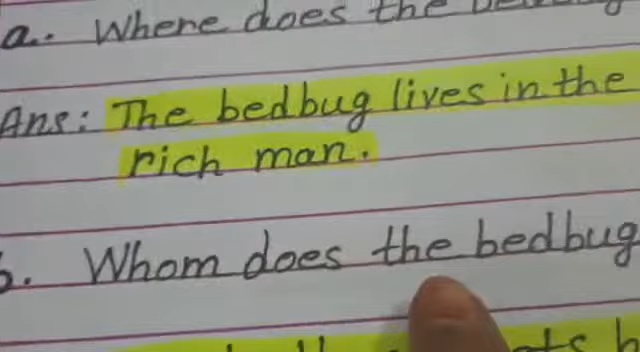 a. Where does the
Ans: The bedbug lives in the
rich man.
b. Whom does the bedbug